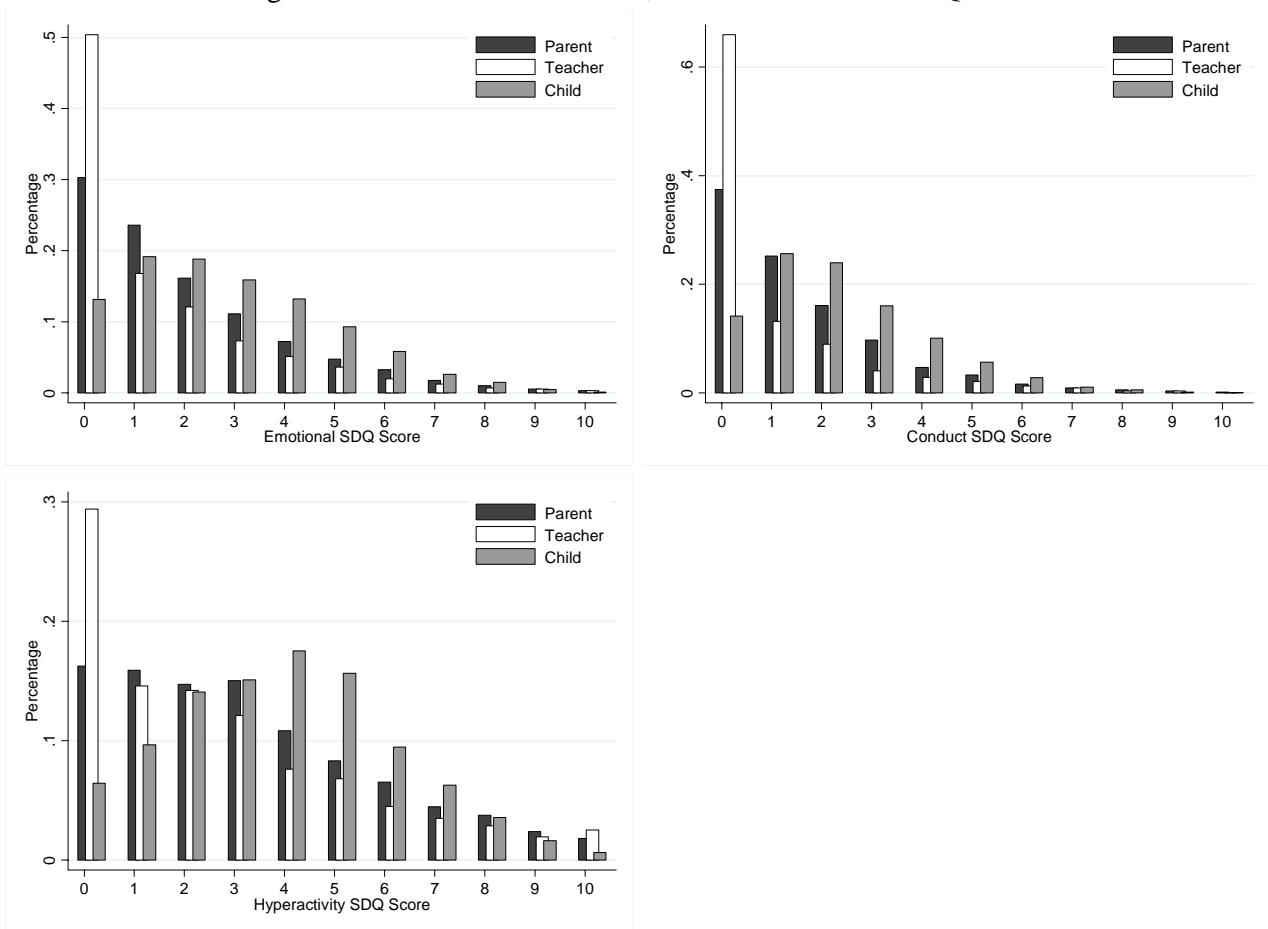 Parent
Teacher
Child
Percentage
.5
.4
.3
.2
.1
0
0 1 2 3 4 5 6 7 8 9 10
Emotional SDQ Score
Parent
Teacher
Child
Percentage
.6
.4
.2
0
0 1 2 3 4 5 6 7 8 9 10
Conduct SDQ Score
Parent
Teacher
Child
Percentage
.3
.2
.1
0
0 1 2 3 4 5 6 7 8 9 10
Hyperactivity SDQ Score